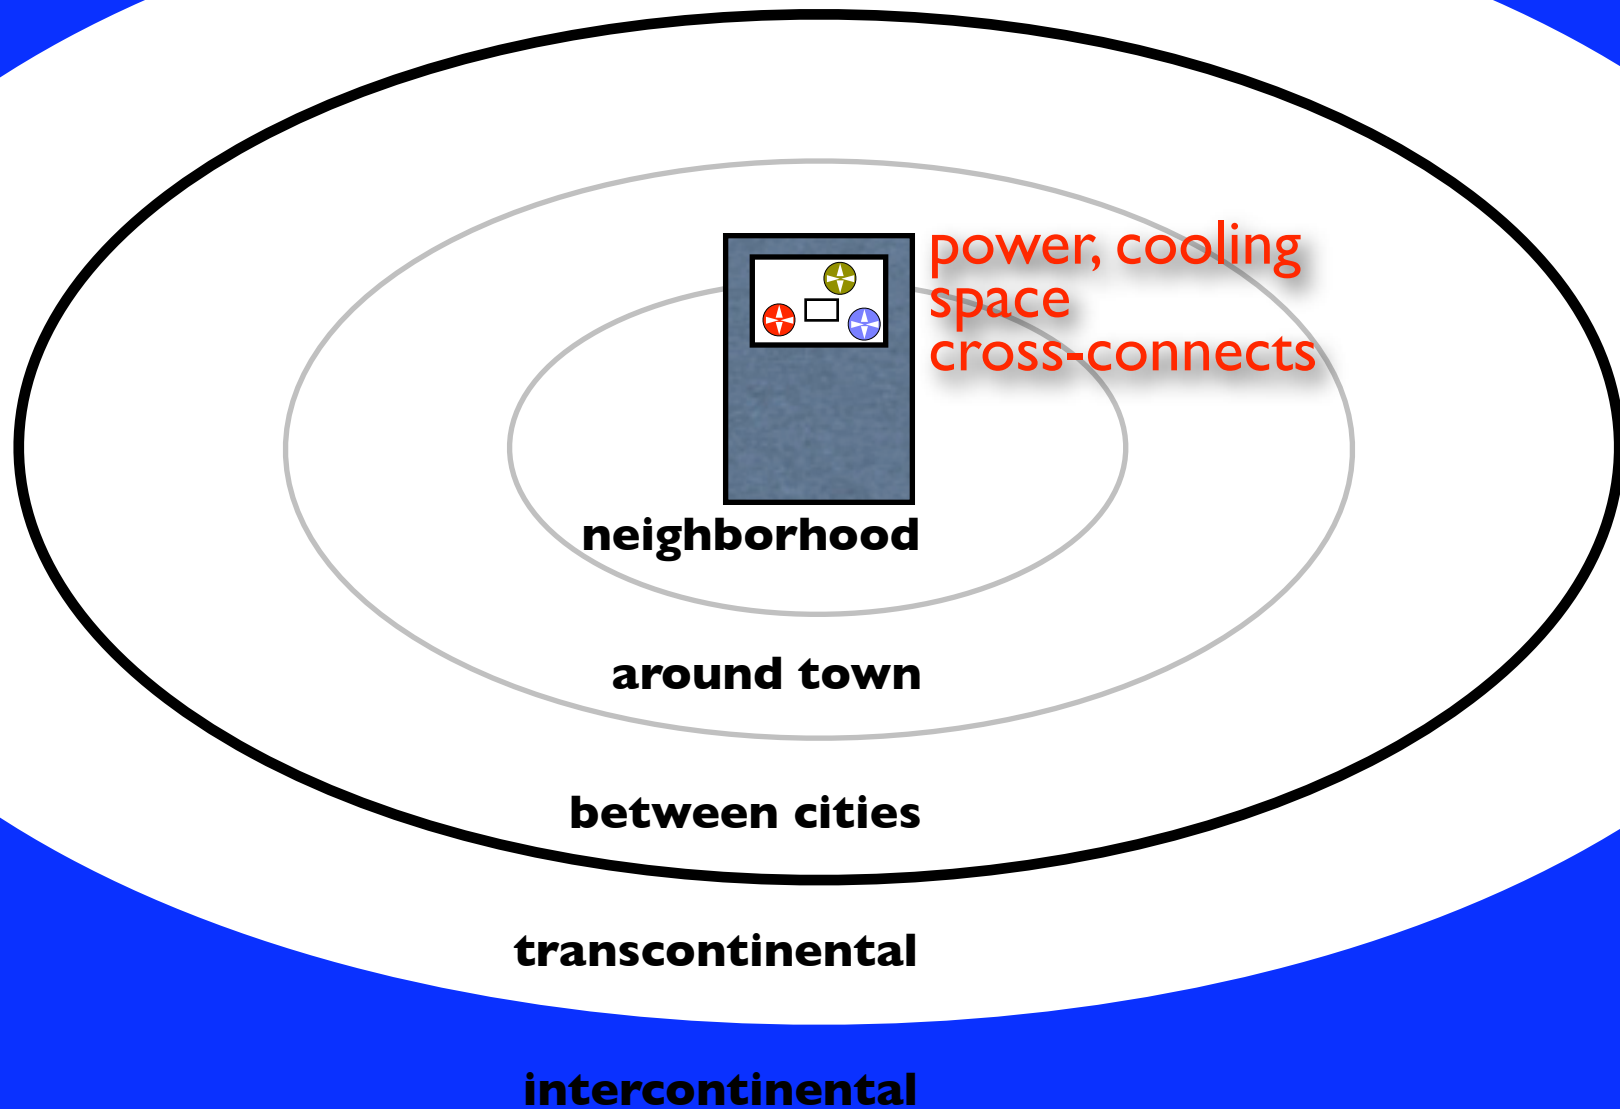 power, cooling
space
cross-connects
neighborhood
around town
between cities
transcontinental
intercontinental